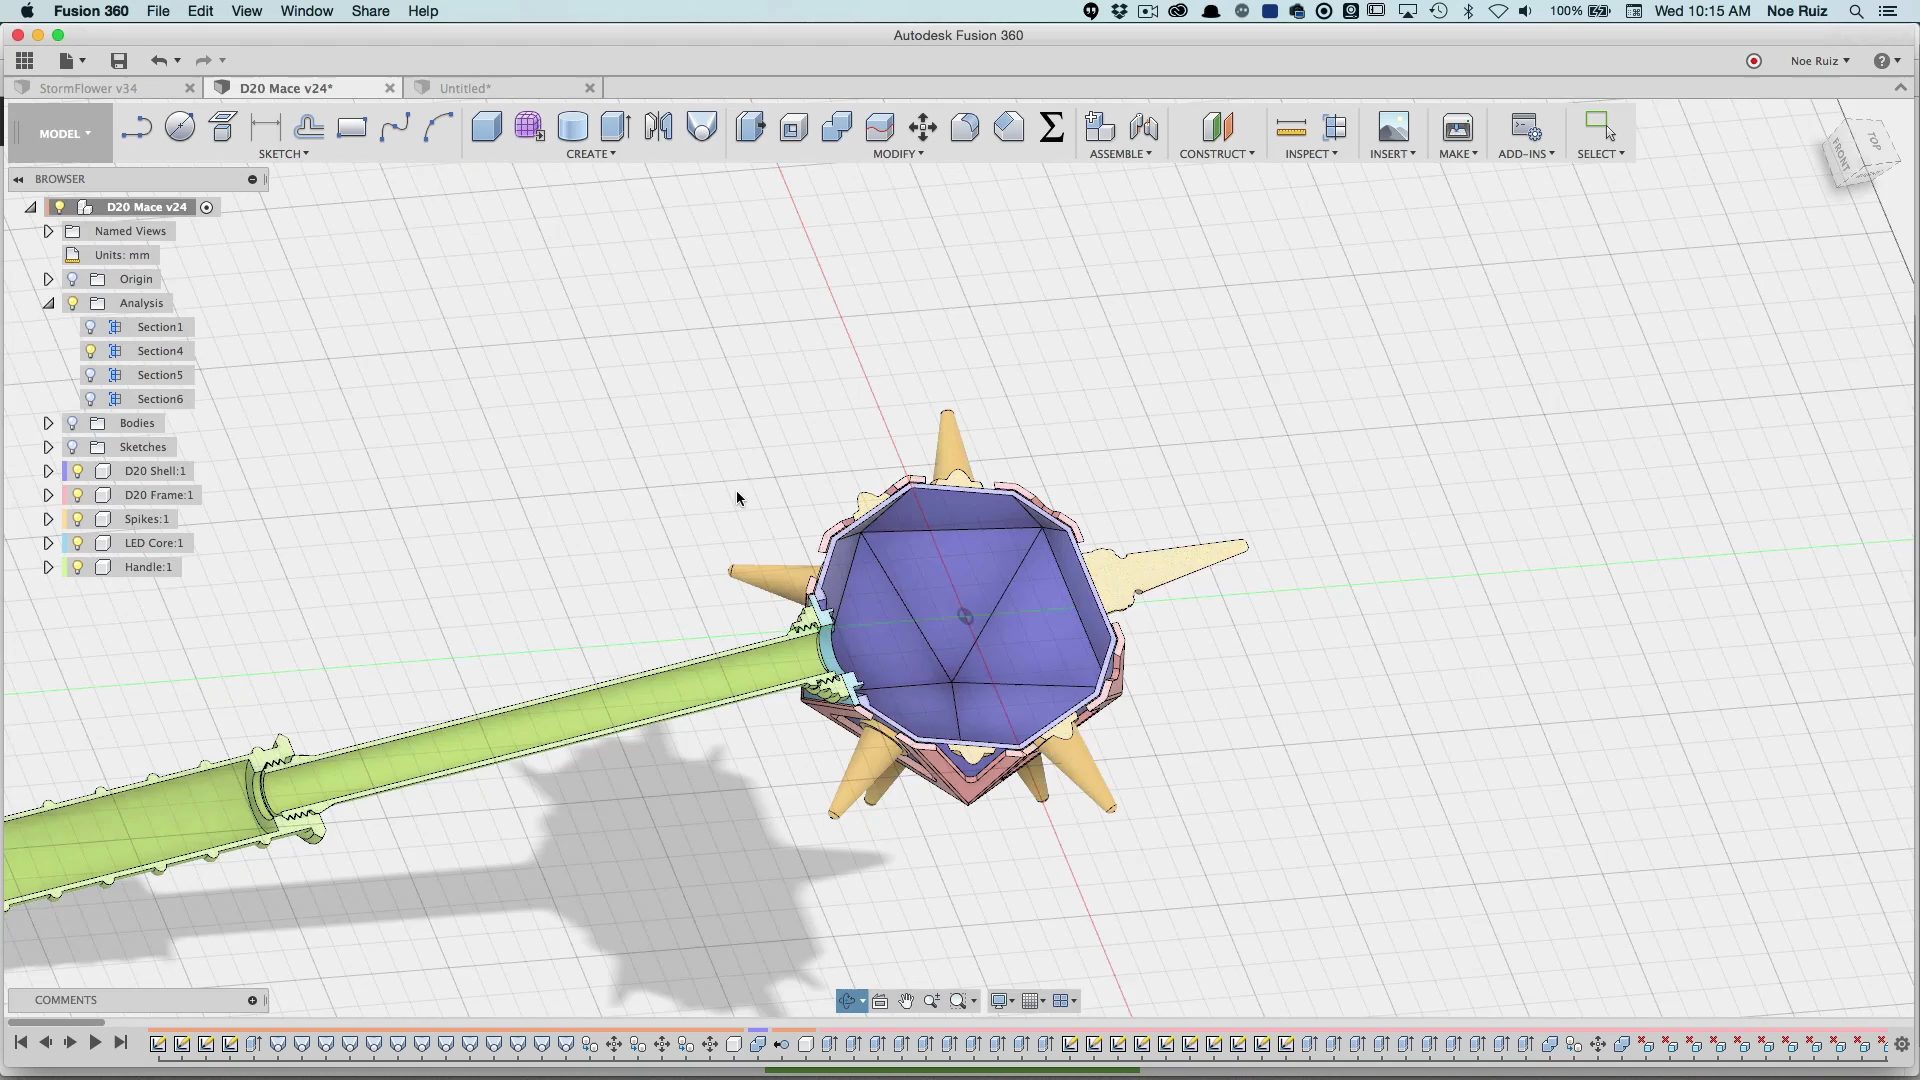 Fusion 360 File Edit View Window Share Help 100% Wed 10:15 AM Noe Ruiz
Autodesk Fusion 360
Noe Ruiz
StormFlower v34 D20 Mace v24* Untitled*
MODEL
SKETCH CREATE MODIFY ASSEMBLE CONSTRUCT INSPECT INSERT MAKE ADD-INS SELECT
FRONT TOP
BROWSER
D20 Mace v24
Named Views
Units: mm
Origin
Analysis
Section1
Section4
Section5
Section6
Bodies
Sketches
D20 Shell:1
D20 Frame:1
Spikes:1
LED Core:1
Handle:1
COMMENTS